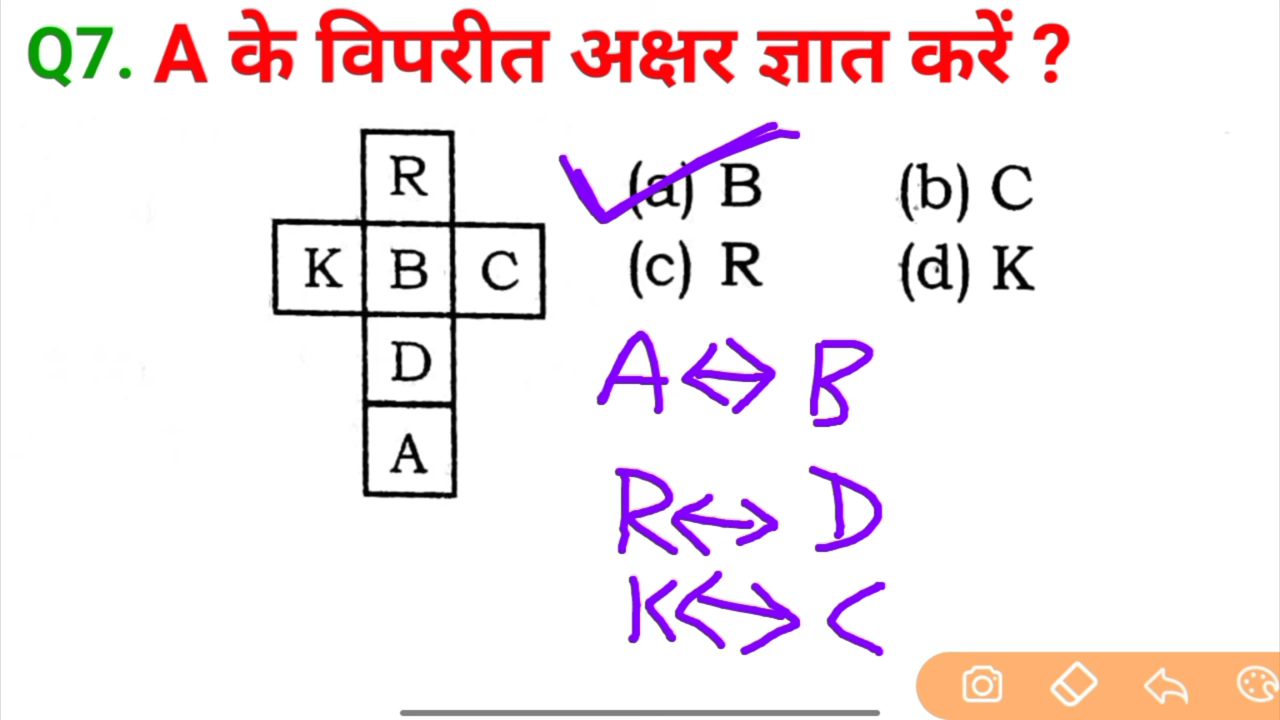 Q7. A के विपरीत अक्षर ज्ञात करें ?
R
K B C
D
A
(a) B (b) C
(c) R (d) K
A ↔ B
R ↔ D
K ↔ C